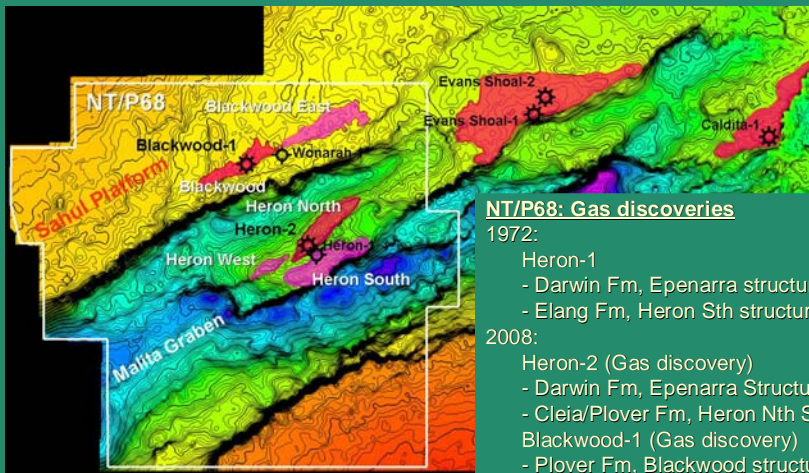 NT/P68
Blackwood East
Evans Shoal-2
Evans Shoal-1
Caldita-1
Blackwood-1
Wonarah-1
Sahul Platform
Blackwood
Heron North
Heron-2
Heron-1
Heron West
Heron South
Malita Graben
NT/P68: Gas discoveries
1972:
Heron-1
- Darwin Fm, Epenarra structu
- Elang Fm, Heron Sth structur
2008:
Heron-2 (Gas discovery)
- Darwin Fm, Epenarra Structu
- Cleia/Plover Fm, Heron Nth S
Blackwood-1 (Gas discovery)
- Plover Fm, Blackwood structu